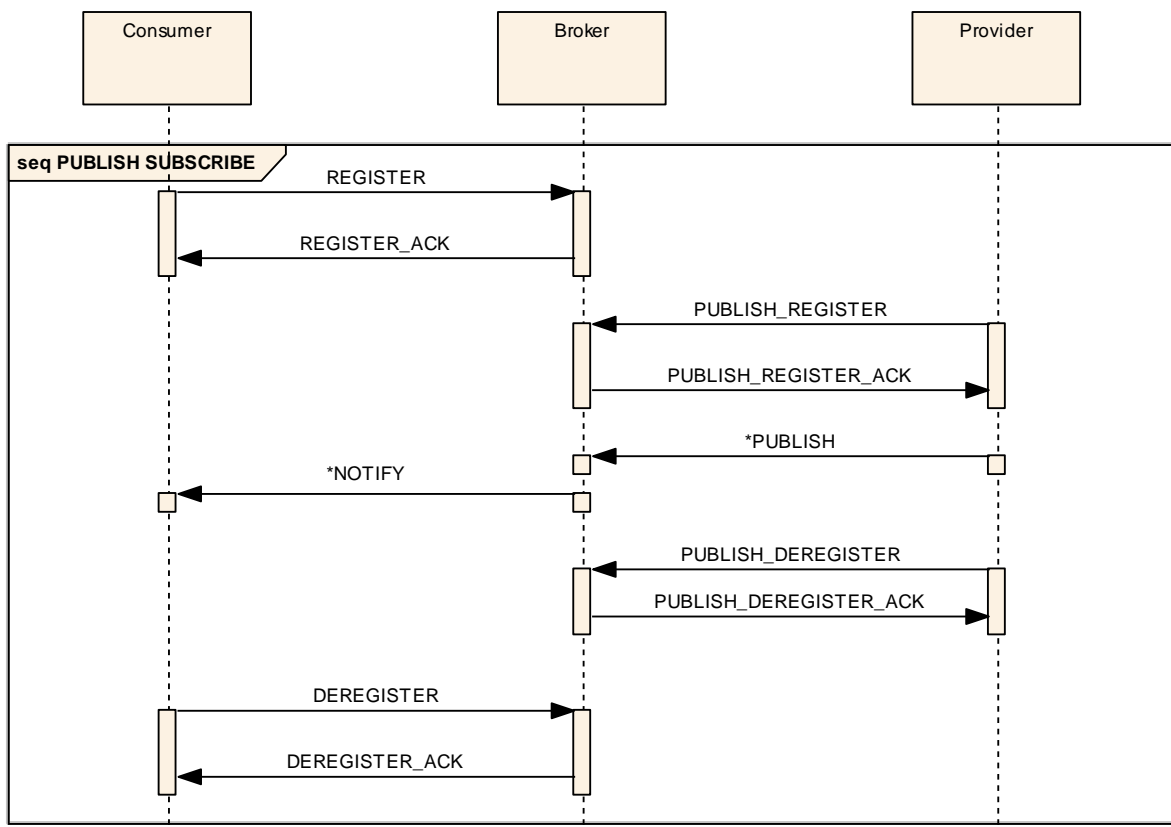 Consumer
Broker
Provider
seq PUBLISH SUBSCRIBE
REGISTER
REGISTER_ACK
PUBLISH_REGISTER
PUBLISH_REGISTER_ACK
*PUBLISH
*NOTIFY
PUBLISH_DEREGISTER
PUBLISH_DEREGISTER_ACK
DEREGISTER
DEREGISTER_ACK